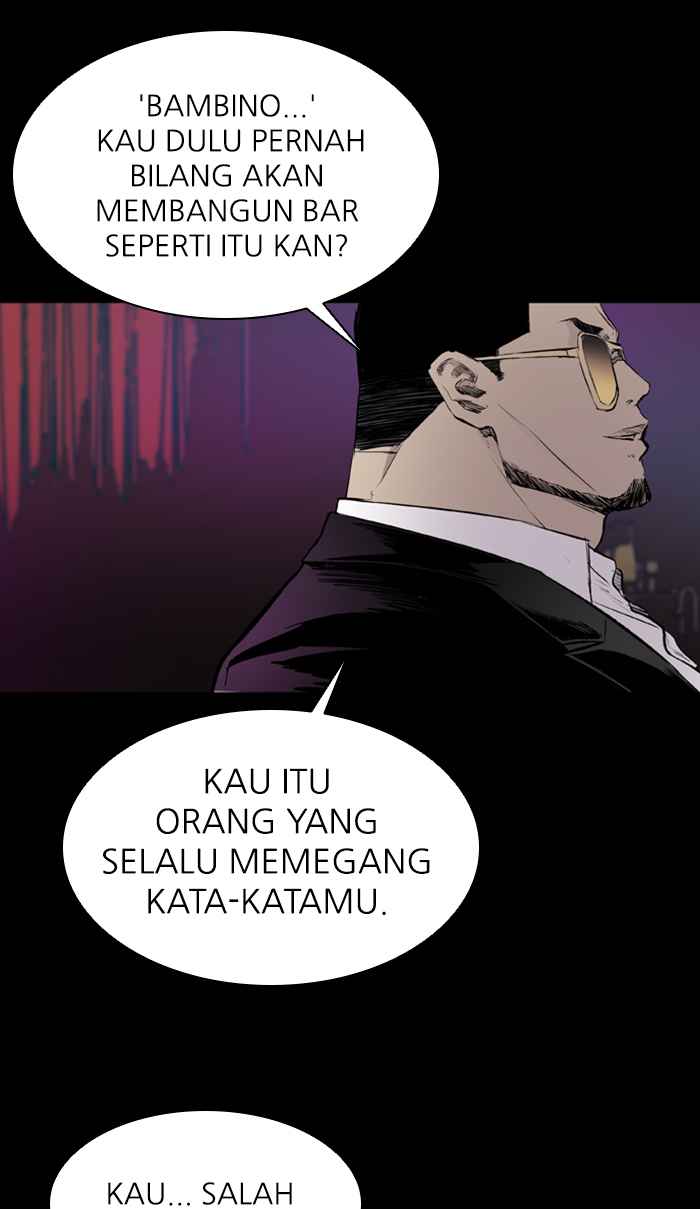 'BAMBINO...'
KAU DULU PERNAH
BILANG AKAN
MEMBANGUN BAR
SEPERTI ITU KAN?
KAU ITU
ORANG YANG
SELALU MEMEGANG
KATA-KATAMU.
KAU... SALAH